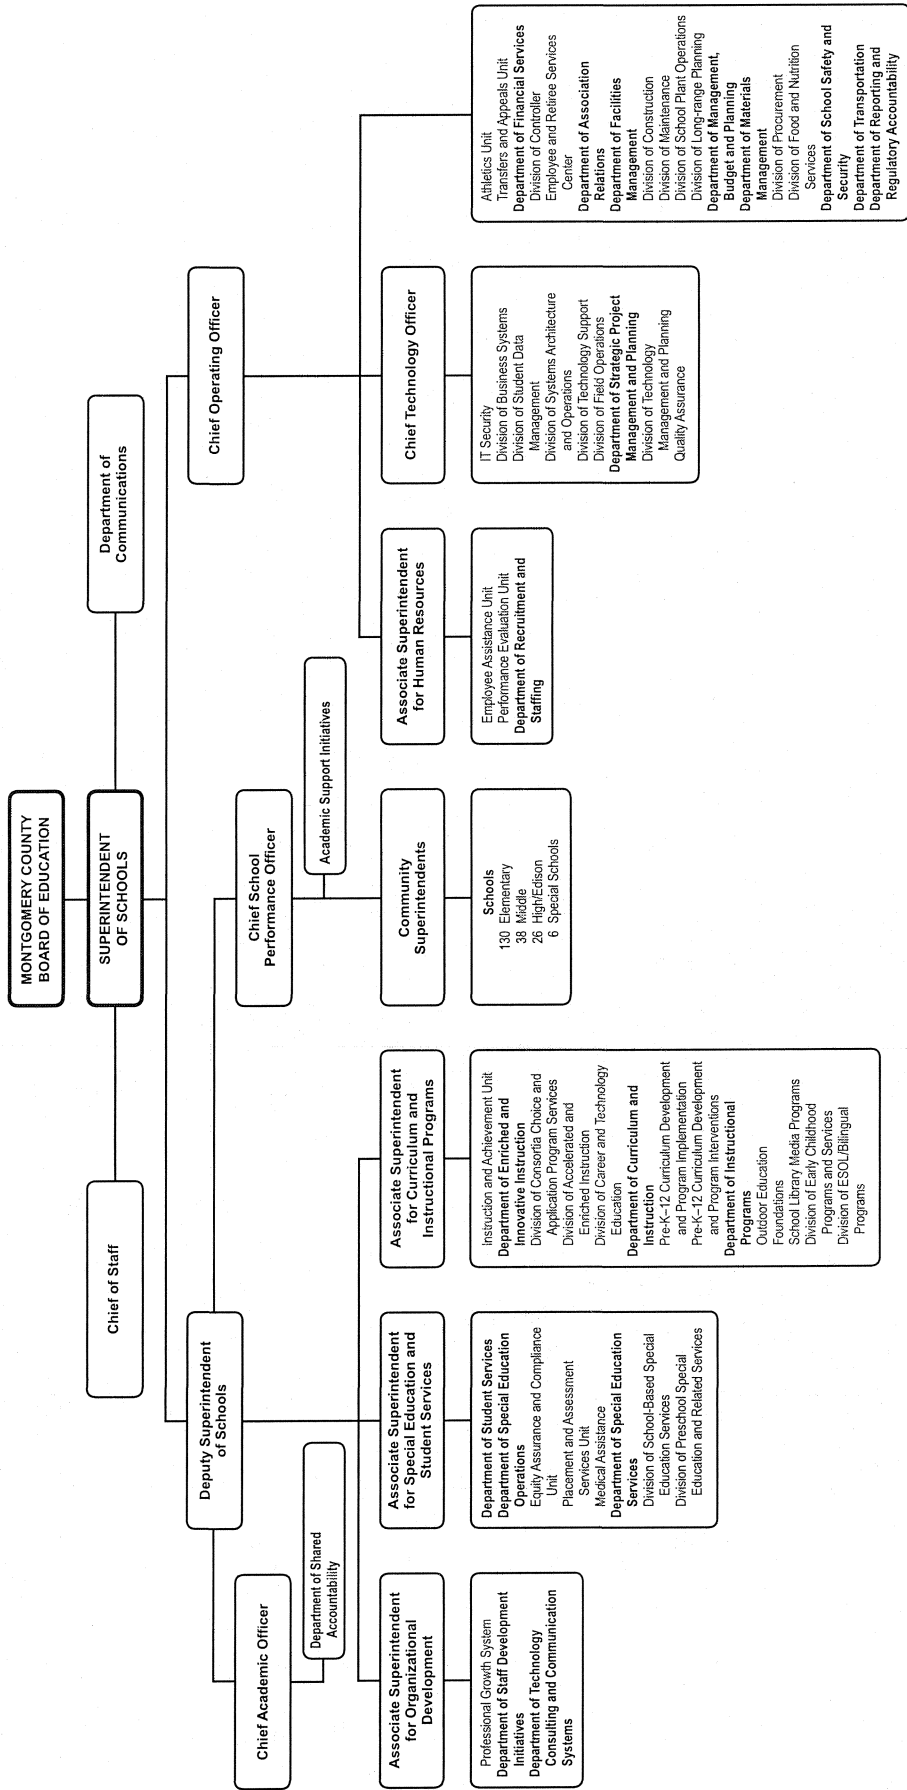 MONTGOMERY COUNTY
BOARD OF EDUCATION
SUPERINTENDENT
OF SCHOOLS
Chief of Staff
Department of
Communications
Deputy Superintendent
of Schools
Chief Operating Officer
Chief Academic Officer
Chief School
Performance Officer
Department of Shared
Accountability
Academic Support Initiatives
Associate Superintendent
for Organizational
Development
Associate Superintendent
for Special Education and
Student Services
Associate Superintendent
for Curriculum and
Instructional Programs
Community
Superintendents
Associate Superintendent
for Human Resources
Chief Technology Officer
Professional Growth System
Department of Staff Development
Initiatives
Department of Technology
Consulting and Communication
Systems
Department of Student Services
Department of Special Education
Operations
Equity Assurance and Compliance
Unit
Placement and Assessment
Services Unit
Medical Assistance
Department of Special Education
Services
Division of School-Based Special
Education Services
Division of Preschool Special
Education and Related Services
Instruction and Achievement Unit
Department of Enriched and
Innovative Instruction
Division of Consortia Choice and
Application Program Services
Division of Accelerated and
Enriched Instruction
Division of Career and Technology
Education
Department of Curriculum and
Instruction
Pre-K–12 Curriculum Development
and Program Implementation
Pre-K–12 Curriculum Development
and Program Interventions
Department of Instructional
Programs
Outdoor Education
Foundations
School Library Media Programs
Division of Early Childhood
Programs and Services
Division of ESOL/Bilingual
Programs
Schools
130 Elementary
38 Middle
26 High/Edison
6 Special Schools
Employee Assistance Unit
Performance Evaluation Unit
Department of Recruitment and
Staffing
IT Security
Division of Business Systems
Division of Student Data
Management
Division of Systems Architecture
and Operations
Division of Technology Support
Division of Field Operations
Department of Strategic Project
Management and Planning
Division of Technology
Management and Planning
Quality Assurance
Athletics Unit
Transfers and Appeals Unit
Department of Financial Services
Division of Controller
Employee and Retiree Services
Center
Department of Association
Relations
Department of Facilities
Management
Division of Construction
Division of Maintenance
Division of School Plant Operations
Division of Long-range Planning
Department of Management,
Budget and Planning
Department of Materials
Management
Division of Procurement
Division of Food and Nutrition
Services
Department of School Safety and
Security
Department of Transportation
Department of Reporting and
Regulatory Accountability